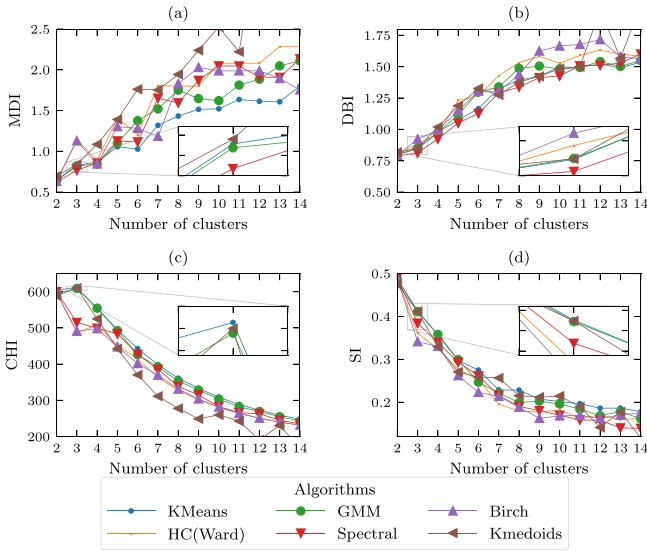 (a)
(b)
2.5
2.0
1.5
1.0
0.5
MDI
2 3 4 5 6 7 8 9 10 11 12 13 14
Number of clusters
1.75
1.50
1.25
1.00
0.75
0.50
DBI
2 3 4 5 6 7 8 9 10 11 12 13 14
Number of clusters
(c)
(d)
600
500
400
300
200
CHI
2 3 4 5 6 7 8 9 10 11 12 13 14
Number of clusters
0.5
0.4
0.3
0.2
SI
2 3 4 5 6 7 8 9 10 11 12 13 14
Number of clusters
Algorithms
KMeans GMM Birch
HC(Ward) Spectral Kmedoids